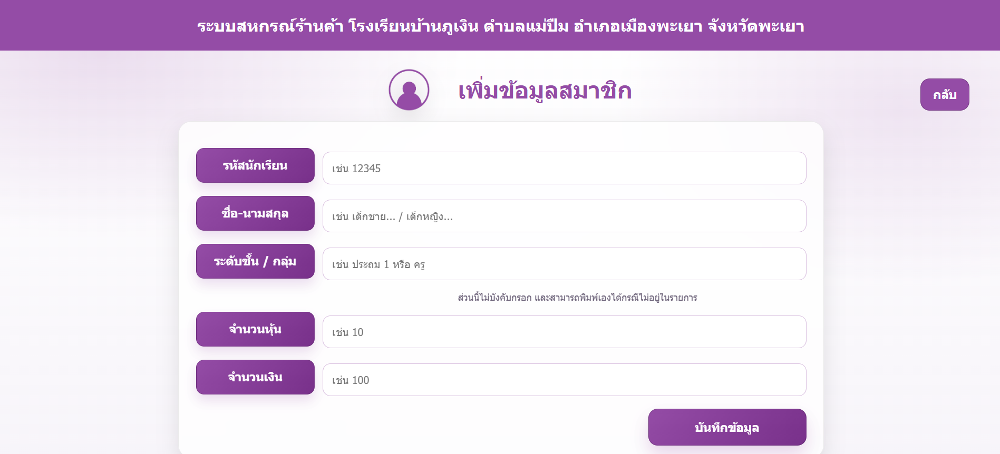 ระบบสหกรณ์ร้านค้า โรงเรียนบ้านภูเงิน ตำบลแม่ปืม อำเภอเมืองพะเยา จังหวัดพะเยา
เพิ่มข้อมูลสมาชิก
กลับ
รหัสนักเรียน
เช่น 12345
ชื่อ-นามสกุล
เช่น เด็กชาย... / เด็กหญิง...
ระดับชั้น / กลุ่ม
เช่น ประถม 1 หรือ ครู
ส่วนนี้ไม่บังคับกรอก และสามารถพิมพ์เองได้กรณีไม่อยู่ในรายการ
จำนวนหุ้น
เช่น 10
จำนวนเงิน
เช่น 100
บันทึกข้อมูล